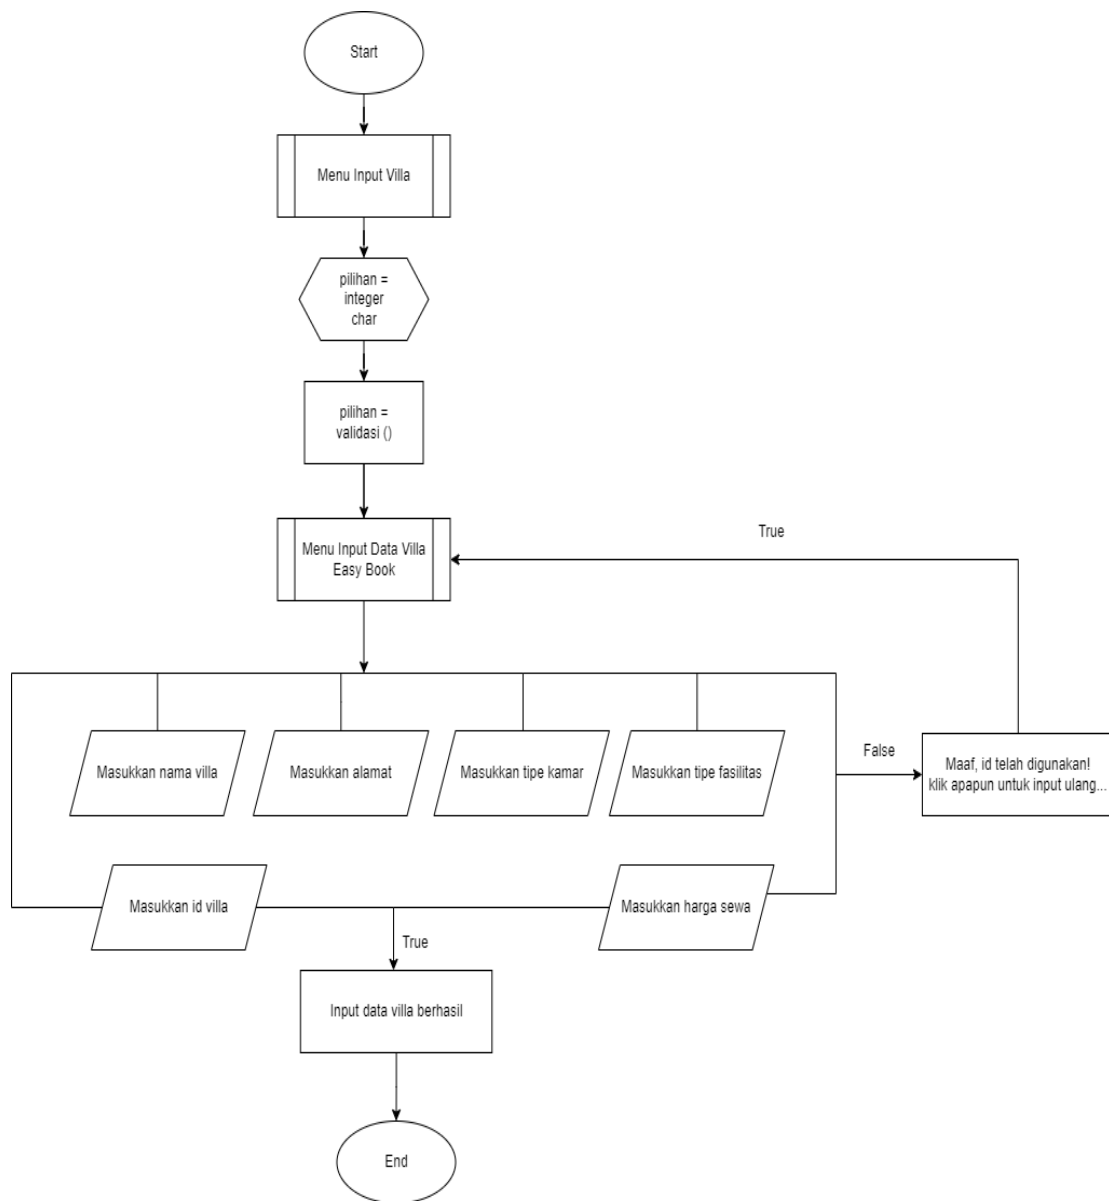 Start
Menu Input Villa
pilihan =
integer
char
pilihan =
validasi ()
Menu Input Data Villa
Easy Book
True
Masukkan nama villa
Masukkan alamat
Masukkan tipe kamar
Masukkan tipe fasilitas
False
Maaf, id telah digunakan!
klik apapun untuk input ulang...
Masukkan id villa
Masukkan harga sewa
True
Input data villa berhasil
End